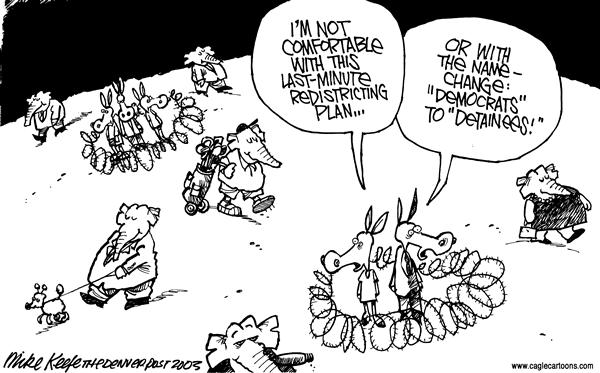 I'M NOT
COMFORTABLE
WITH THIS
LAST-MINUTE
REDISTRICTING
PLAN...
OR WITH
THE NAME-
CHANGE:
"DEMOCRATS"
TO "DETAINEES!"
Mike Keefe THE DENVER POST 2003
www.caglecartoons.com